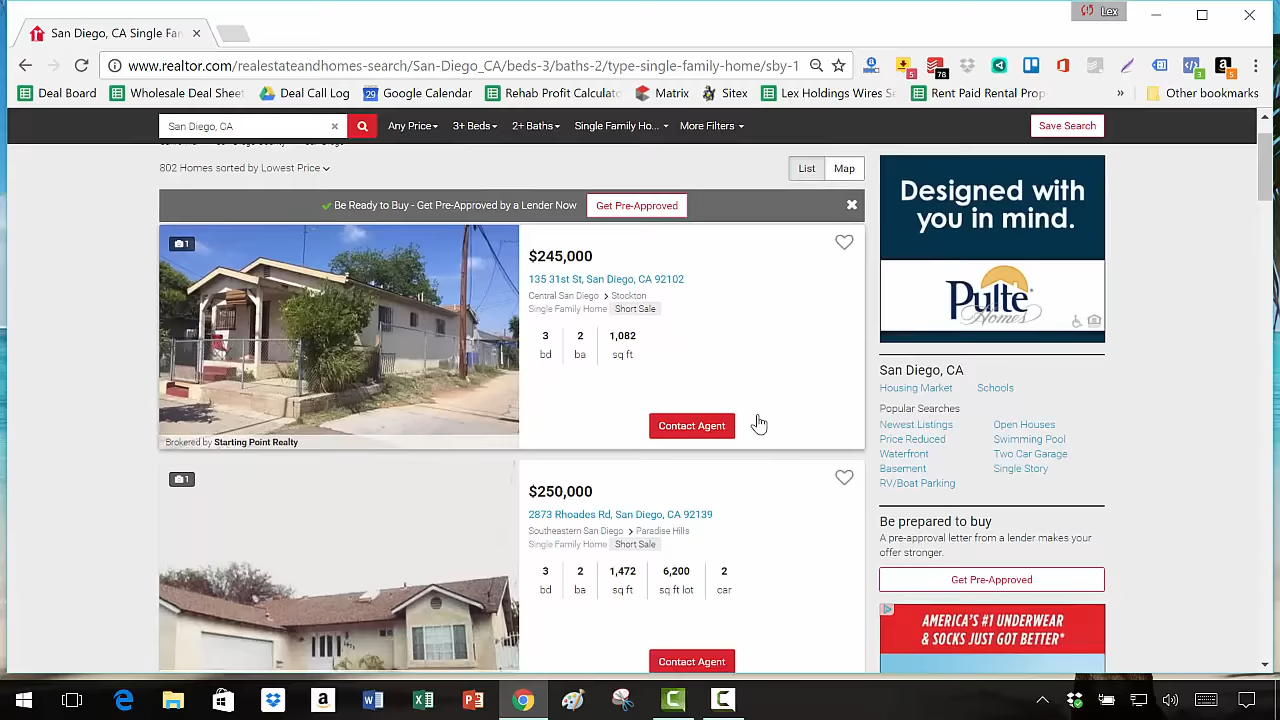 Lex
San Diego, CA Single Fan
www.realtor.com/realestateandhomes-search/San-Diego_CA/beds-3/baths-2/type-single-family-home/sby-1
5
78
3
5
Deal Board
Wholesale Deal Sheet
Deal Call Log
29 Google Calendar
Rehab Profit Calculato
Matrix
Sitex
Lex Holdings Wires S
Rent Paid Rental Prop
» Other bookmarks
San Diego, CA
Any Price
3+ Beds
2+ Baths
Single Family Ho...
More Filters
Save Search
802 Homes sorted by Lowest Price
List Map
Be Ready to Buy - Get Pre-Approved by a Lender Now
Get Pre-Approved
1
$245,000
135 31st St, San Diego, CA 92102
Central San Diego > Stockton
Single Family Home Short Sale
3 2 1,082
bd ba sq ft
Contact Agent
Brokered by Starting Point Realty
1
$250,000
2873 Rhoades Rd, San Diego, CA 92139
Southeastern San Diego > Paradise Hills
Single Family Home Short Sale
3 2 1,472 6,200 2
bd ba sq ft sq ft lot car
Contact Agent
Designed with
you in mind.
Pulte
Homes
San Diego, CA
Housing Market Schools
Popular Searches
Newest Listings Open Houses
Price Reduced Swimming Pool
Waterfront Two Car Garage
Basement Single Story
RV/Boat Parking
Be prepared to buy
A pre-approval letter from a lender makes your
offer stronger.
Get Pre-Approved
AMERICA'S #1 UNDERWEAR
& SOCKS JUST GOT BETTER*